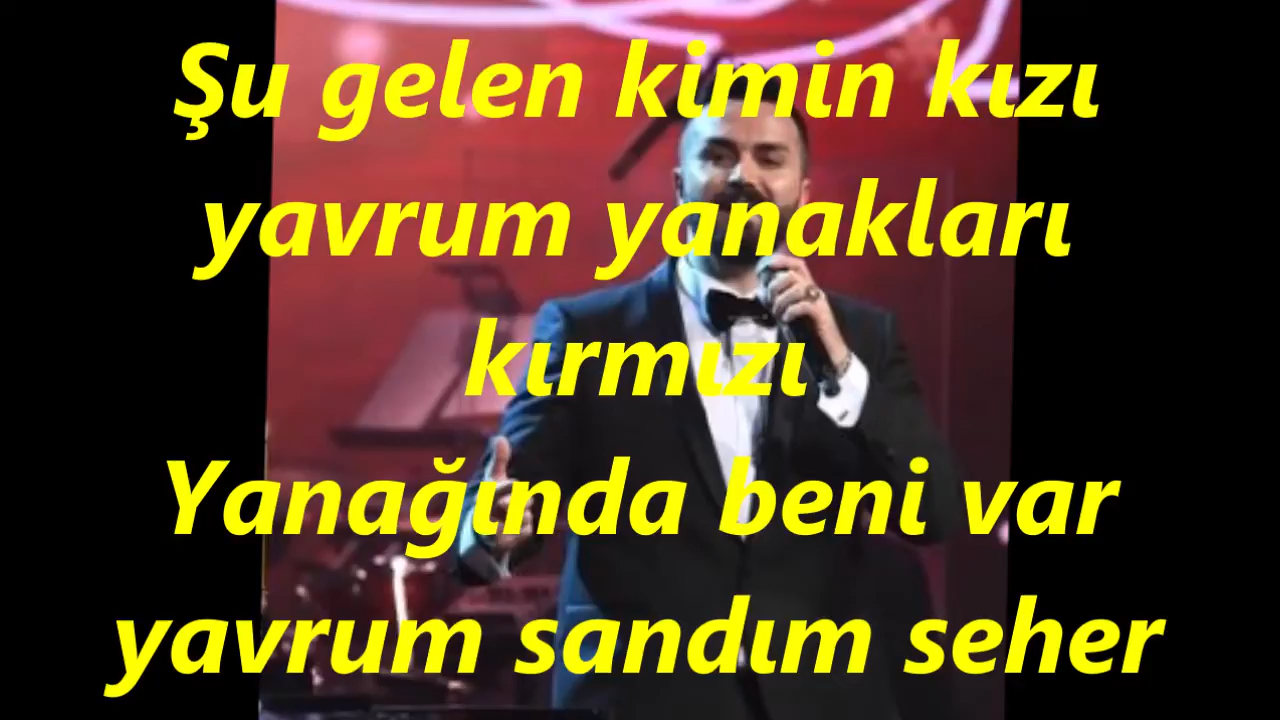 Şu gelen kimin kızı
yavrum yanakları
kırmızı
Yanağında beni var
yavrum sandım seher